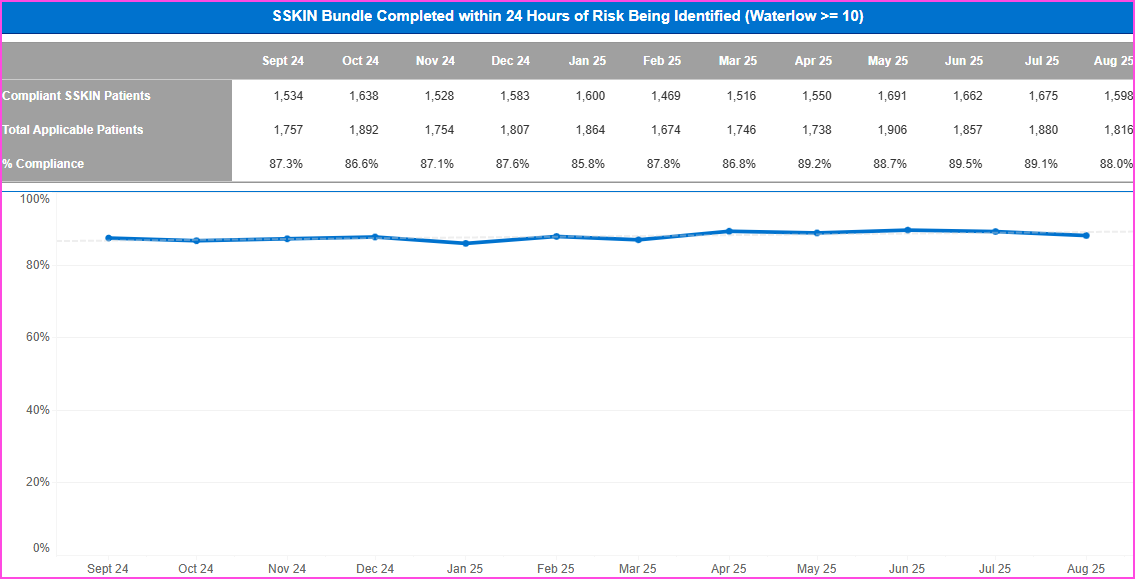 SSKIN Bundle Completed within 24 Hours of Risk Being Identified (Waterlow >= 10)
Sept 24 Oct 24 Nov 24 Dec 24 Jan 25 Feb 25 Mar 25 Apr 25 May 25 Jun 25 Jul 25 Aug 25
Compliant SSKIN Patients 1,534 1,638 1,528 1,583 1,600 1,469 1,516 1,550 1,691 1,662 1,675 1,598
Total Applicable Patients 1,757 1,892 1,754 1,807 1,864 1,674 1,746 1,738 1,906 1,857 1,880 1,816
% Compliance 87.3% 86.6% 87.1% 87.6% 85.8% 87.8% 86.8% 89.2% 88.7% 89.5% 89.1% 88.0%
100%
80%
60%
40%
20%
0%
Sept 24 Oct 24 Nov 24 Dec 24 Jan 25 Feb 25 Mar 25 Apr 25 May 25 Jun 25 Jul 25 Aug 25